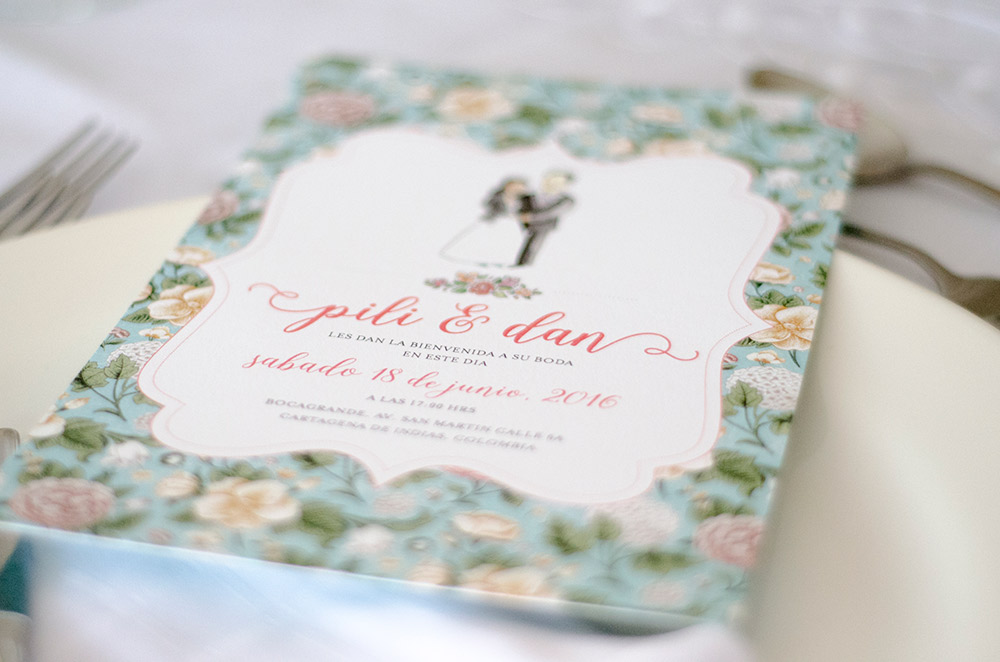 pili & dan
LES DAN LA BIENVENIDA A SU BODA
EN ESTE DIA
sabado 18 de junio, 2016
A LAS 17:00 HRS
BOCAGRANDE, AV. SAN MARTIN CALLE 9A
CARTAGENA DE INDIAS, COLOMBIA